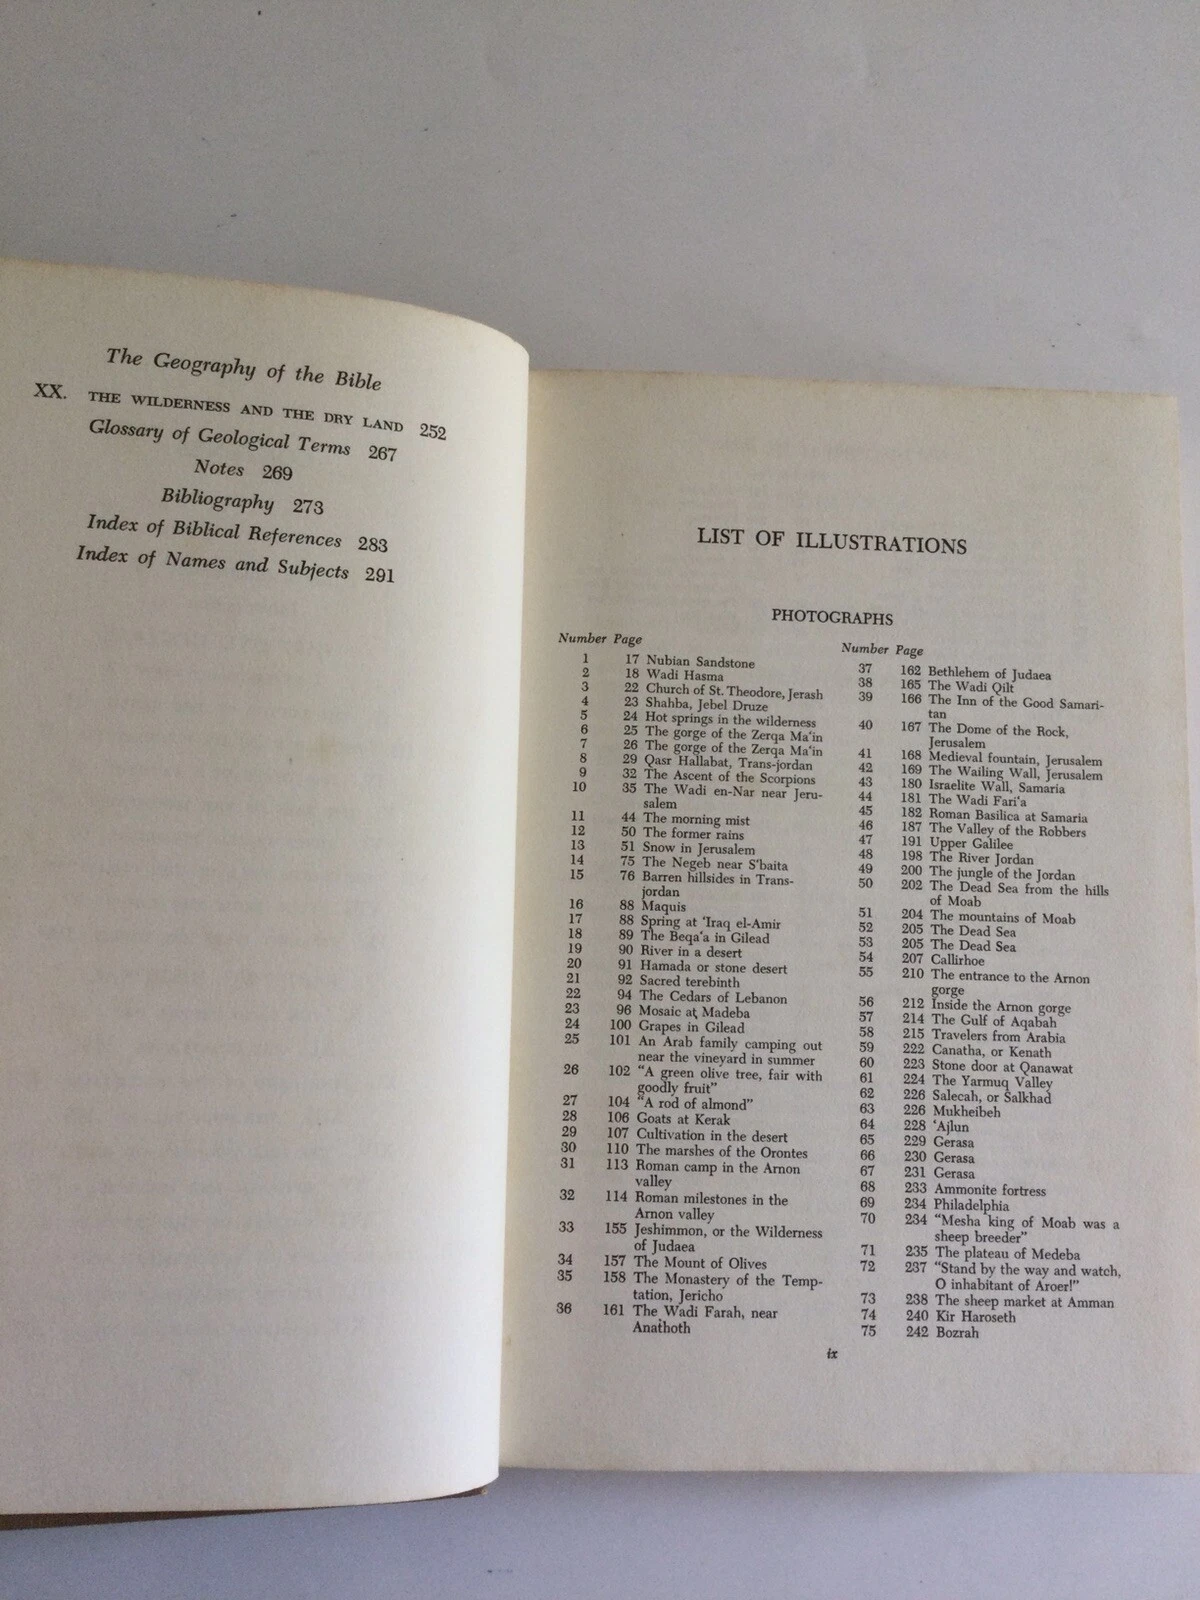 The Geography of the Bible
XX. THE WILDERNESS AND THE DRY LAND 252
Glossary of Geological Terms 267
Notes 269
Bibliography 273
Index of Biblical References 283
Index of Names and Subjects 291
LIST OF ILLUSTRATIONS
PHOTOGRAPHS
Number Page
1 17 Nubian Sandstone
2 18 Wadi Hasma
3 22 Church of St. Theodore, Jerash
4 23 Shahba, Jebel Druze
5 24 Hot springs in the wilderness
6 25 The gorge of the Zerqa Ma'in
7 26 The gorge of the Zerqa Ma'in
8 29 Qasr Hallabat, Trans-jordan
9 32 The Ascent of the Scorpions
10 35 The Wadi en-Nar near Jeru-
salem
11 44 The morning mist
12 50 The former rains
13 51 Snow in Jerusalem
14 75 The Negeb near S'baita
15 76 Barren hillsides in Trans-
jordan
16 88 Maquis
17 88 Spring at 'Iraq el-Amir
18 89 The Beqa'a in Gilead
19 90 River in a desert
20 91 Hamada or stone desert
21 92 Sacred terebinth
22 94 The Cedars of Lebanon
23 96 Mosaic at Madeba
24 100 Grapes in Gilead
25 101 An Arab family camping out
near the vineyard in summer
26 102 "A green olive tree, fair with
goodly fruit"
27 104 "A rod of almond"
28 106 Goats at Kerak
29 107 Cultivation in the desert
30 110 The marshes of the Orontes
31 113 Roman camp in the Arnon
valley
32 114 Roman milestones in the
Arnon valley
33 155 Jeshimmon, or the Wilderness
of Judaea
34 157 The Mount of Olives
35 158 The Monastery of the Temp-
tation, Jericho
36 161 The Wadi Farah, near
Anathoth
Number Page
37 162 Bethlehem of Judaea
38 165 The Wadi Qilt
39 166 The Inn of the Good Samari-
tan
40 167 The Dome of the Rock,
Jerusalem
41 168 Medieval fountain, Jerusalem
42 169 The Wailing Wall, Jerusalem
43 180 Israelite Wall, Samaria
44 181 The Wadi Fari'a
45 182 Roman Basilica at Samaria
46 187 The Valley of the Robbers
47 191 Upper Galilee
48 198 The River Jordan
49 200 The jungle of the Jordan
50 202 The Dead Sea from the hills
of Moab
51 204 The mountains of Moab
52 205 The Dead Sea
53 205 The Dead Sea
54 207 Callirhoe
55 210 The entrance to the Arnon
gorge
56 212 Inside the Arnon gorge
57 214 The Gulf of Aqabah
58 215 Travelers from Arabia
59 222 Canatha, or Kenath
60 223 Stone door at Qanawat
61 224 The Yarmuq Valley
62 226 Salecah, or Salkhad
63 226 Mukheibeh
64 228 'Ajlun
65 229 Gerasa
66 230 Gerasa
67 231 Gerasa
68 233 Ammonite fortress
69 234 Philadelphia
70 234 "Mesha king of Moab was a
sheep breeder"
71 235 The plateau of Medeba
72 237 "Stand by the way and watch,
O inhabitant of Aroer!"
73 238 The sheep market at Amman
74 240 Kir Haroseth
75 242 Bozrah
ix